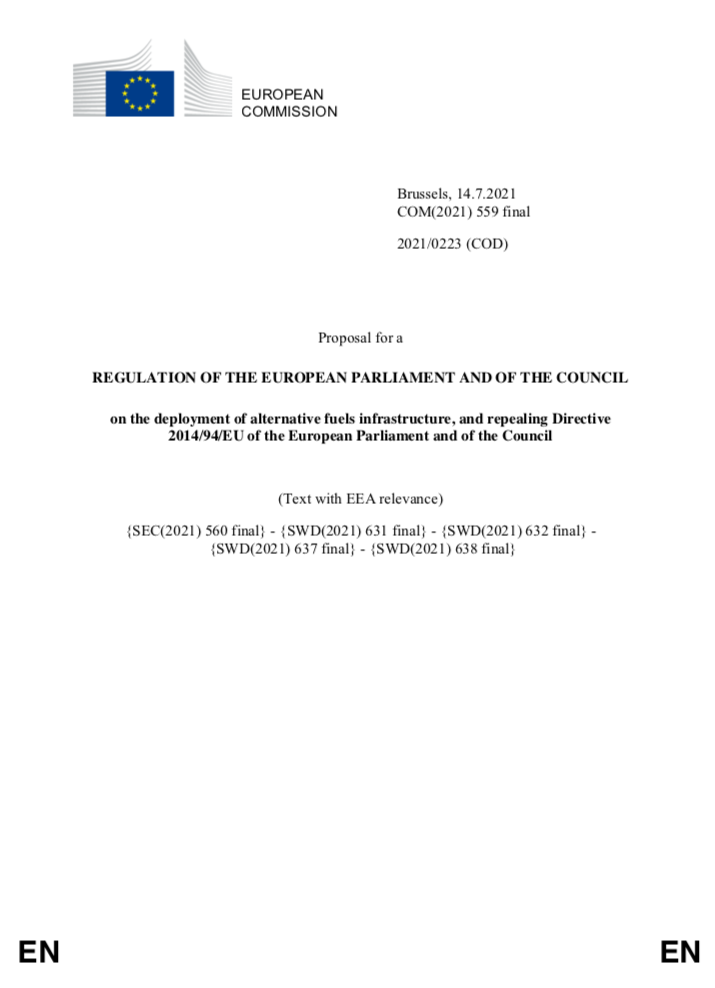 EUROPEAN
COMMISSION
Brussels, 14.7.2021
COM(2021) 559 final
2021/0223 (COD)
Proposal for a
REGULATION OF THE EUROPEAN PARLIAMENT AND OF THE COUNCIL
on the deployment of alternative fuels infrastructure, and repealing Directive
2014/94/EU of the European Parliament and of the Council
(Text with EEA relevance)
{SEC(2021) 560 final} - {SWD(2021) 631 final} - {SWD(2021) 632 final} -
{SWD(2021) 637 final} - {SWD(2021) 638 final}
EN EN